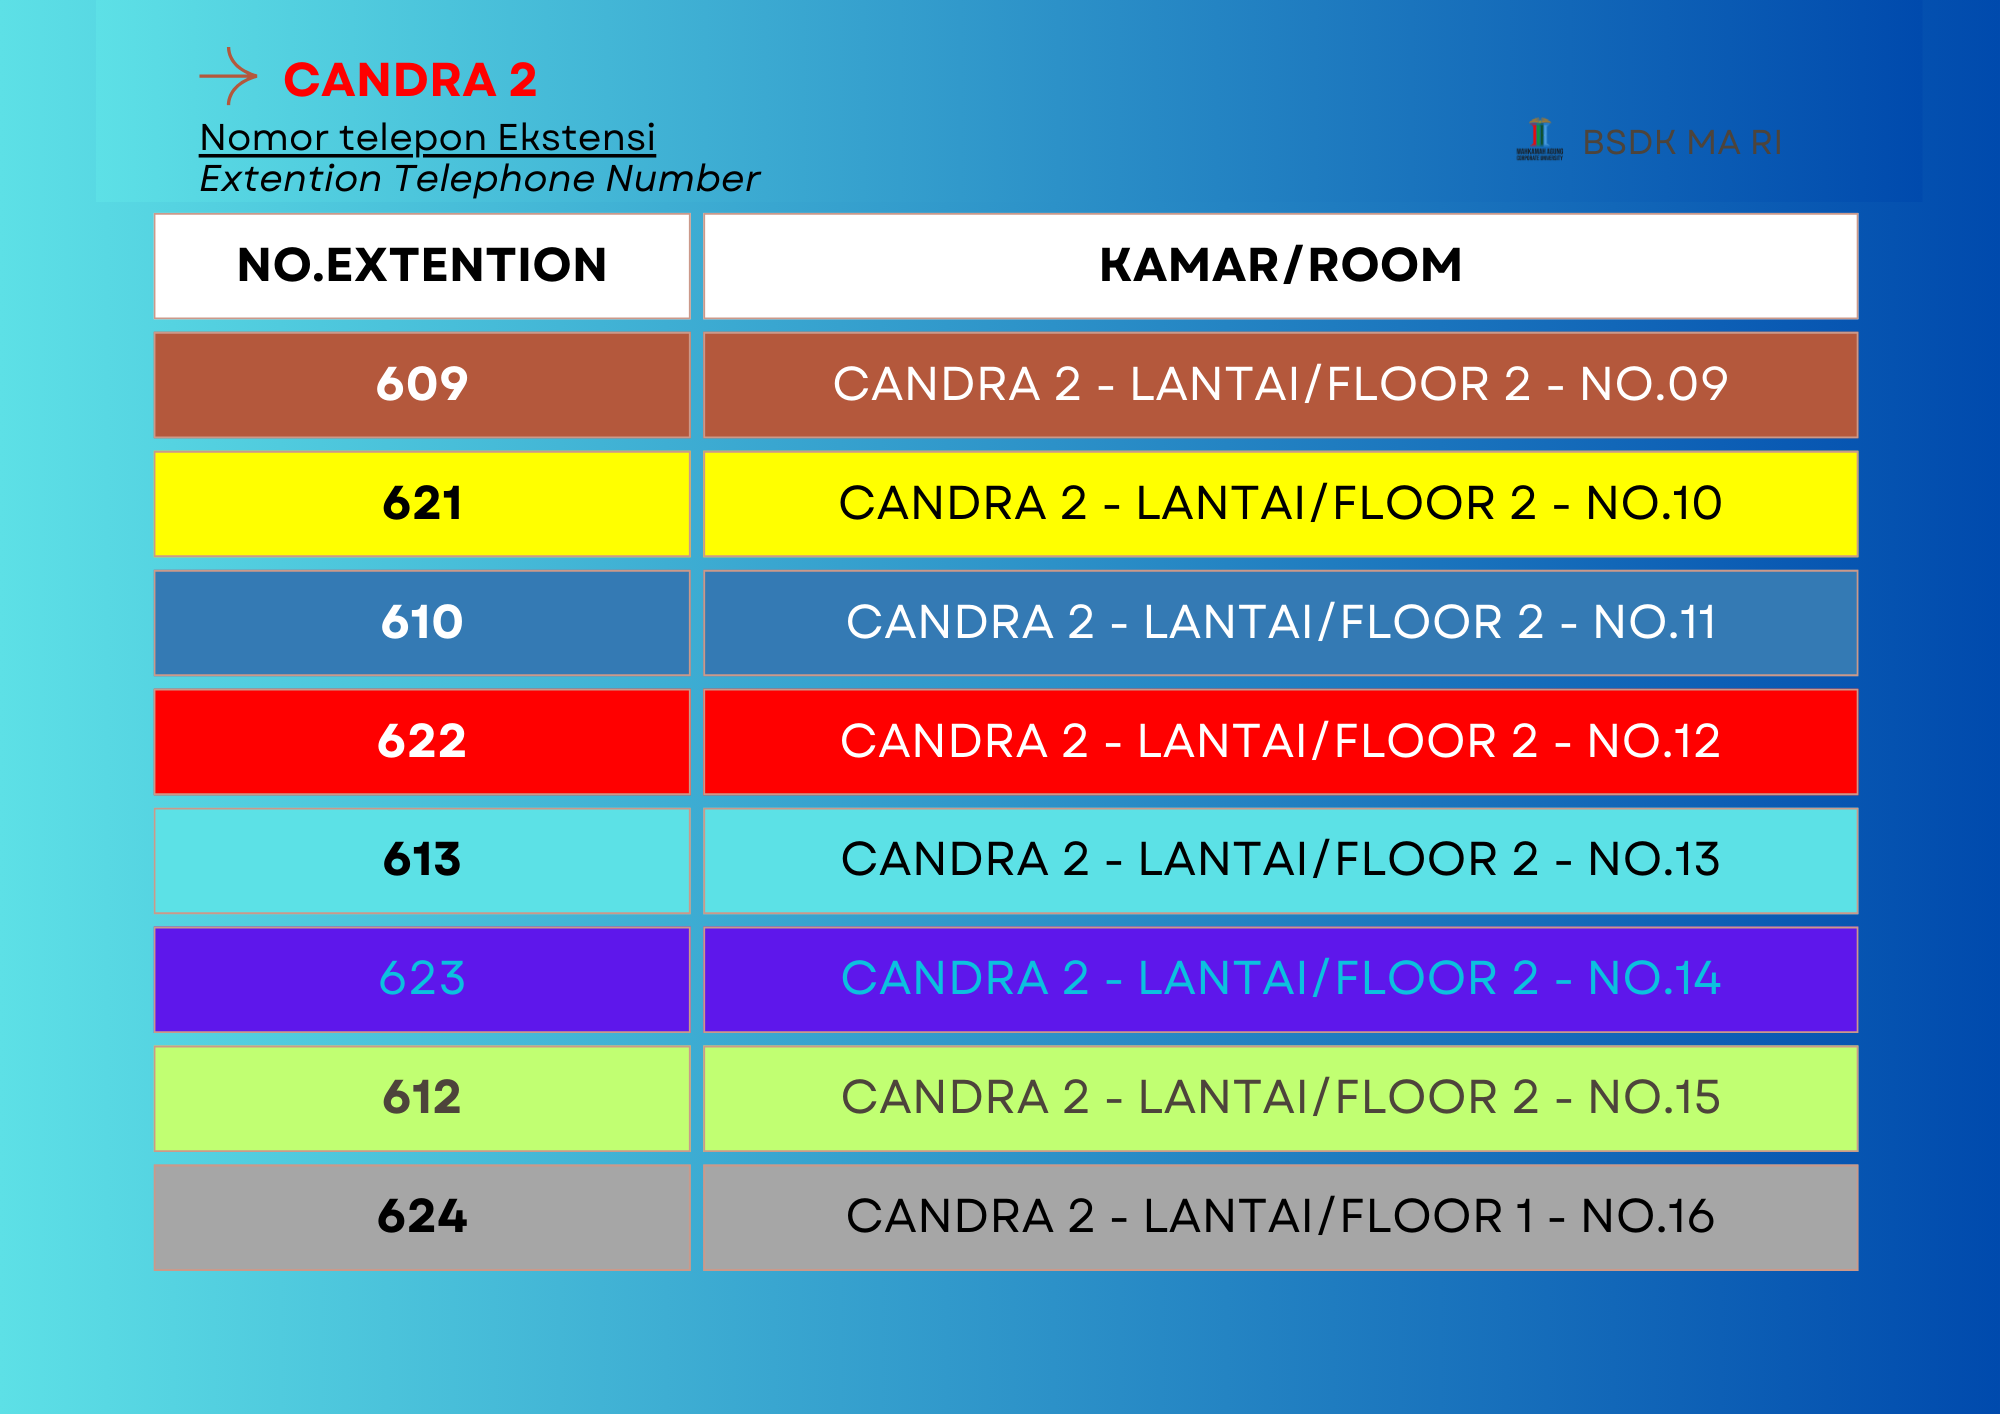 CANDRA 2
Nomor telepon Ekstensi
Extention Telephone Number
MAHKAMAH AGUNG
CORPORATE UNIVERSITY
BSDK MA RI
NO.EXTENTION KAMAR/ROOM
609 CANDRA 2 - LANTAI/FLOOR 2 - NO.09
621 CANDRA 2 - LANTAI/FLOOR 2 - NO.10
610 CANDRA 2 - LANTAI/FLOOR 2 - NO.11
622 CANDRA 2 - LANTAI/FLOOR 2 - NO.12
613 CANDRA 2 - LANTAI/FLOOR 2 - NO.13
623 CANDRA 2 - LANTAI/FLOOR 2 - NO.14
612 CANDRA 2 - LANTAI/FLOOR 2 - NO.15
624 CANDRA 2 - LANTAI/FLOOR 1 - NO.16